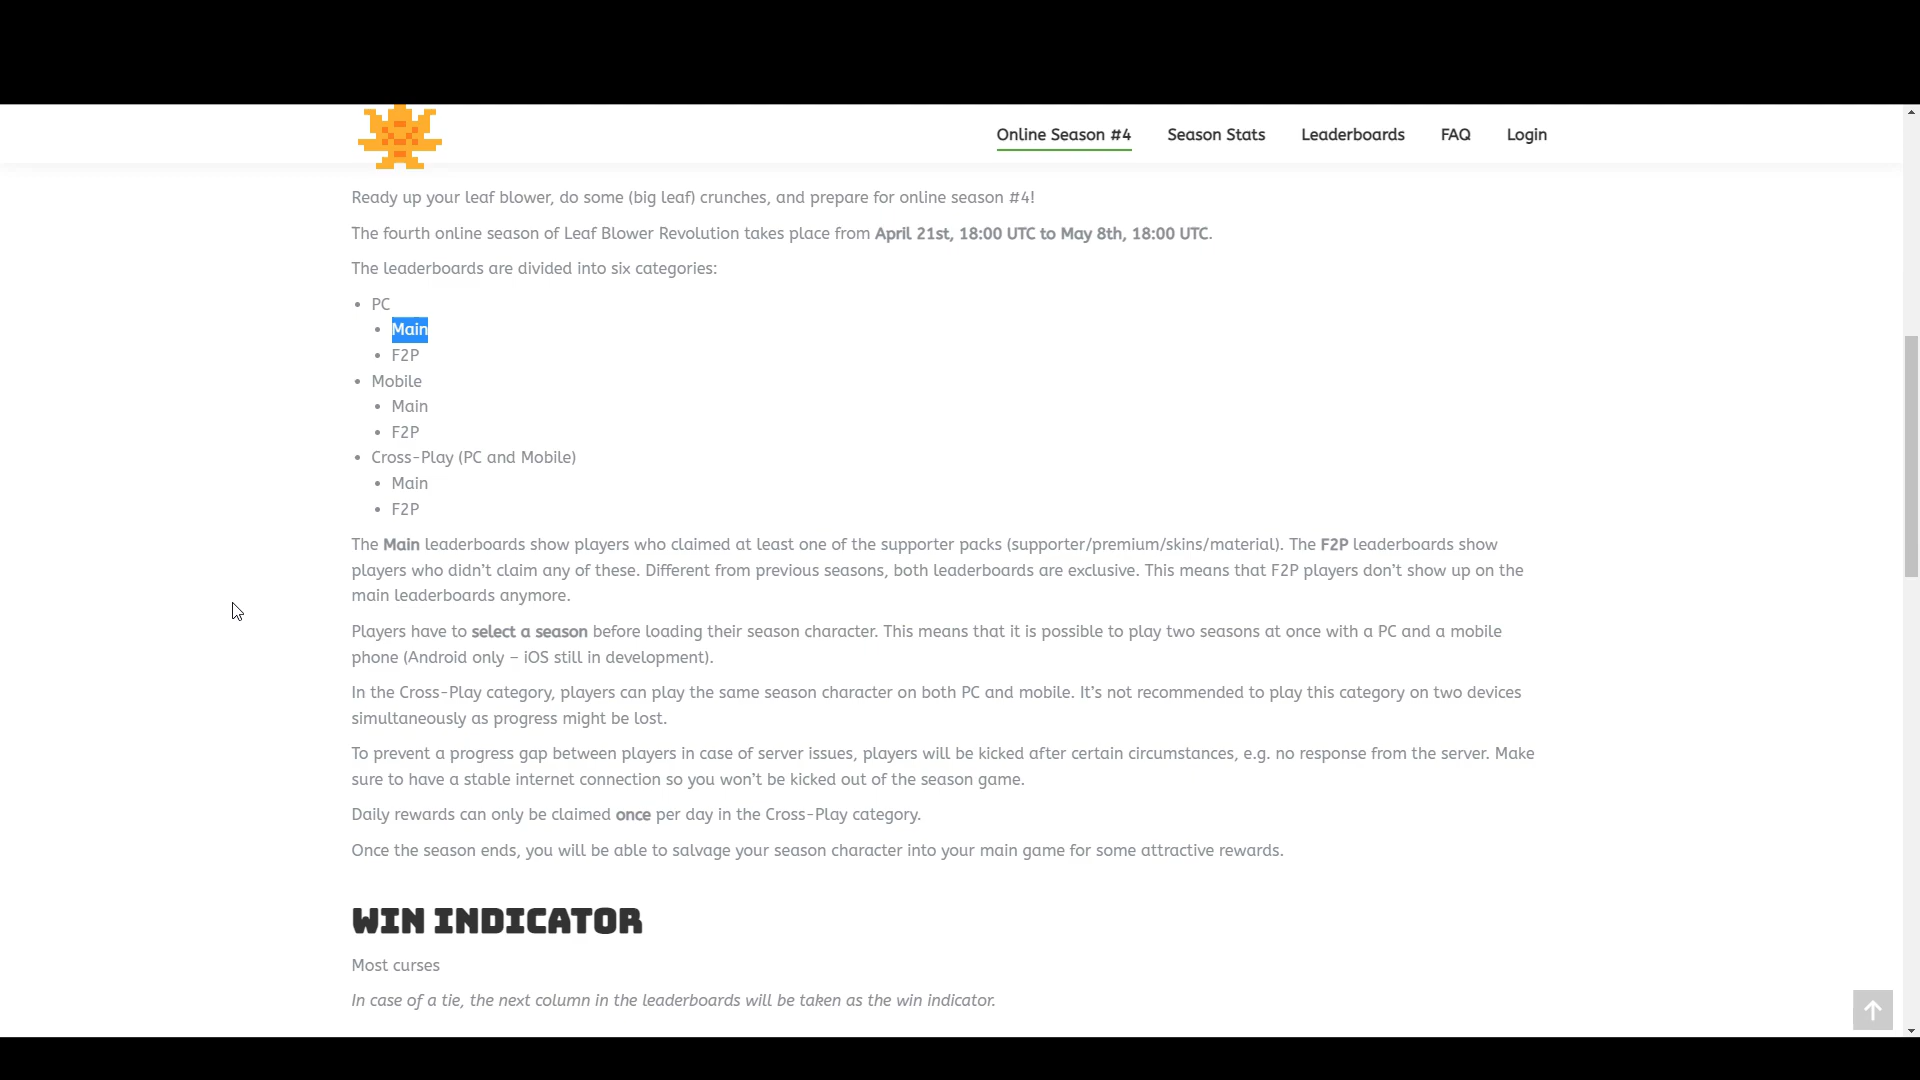 Online Season #4 Season Stats Leaderboards FAQ Login
Ready up your leaf blower, do some (big leaf) crunches, and prepare for online season #4!
The fourth online season of Leaf Blower Revolution takes place from April 21st, 18:00 UTC to May 8th, 18:00 UTC.
The leaderboards are divided into six categories:
• PC
• Main
• F2P
• Mobile
• Main
• F2P
• Cross-Play (PC and Mobile)
• Main
• F2P
The Main leaderboards show players who claimed at least one of the supporter packs (supporter/premium/skins/material). The F2P leaderboards show
players who didn’t claim any of these. Different from previous seasons, both leaderboards are exclusive. This means that F2P players don’t show up on the
main leaderboards anymore.
Players have to select a season before loading their season character. This means that it is possible to play two seasons at once with a PC and a mobile
phone (Android only – iOS still in development).
In the Cross-Play category, players can play the same season character on both PC and mobile. It’s not recommended to play this category on two devices
simultaneously as progress might be lost.
To prevent a progress gap between players in case of server issues, players will be kicked after certain circumstances, e.g. no response from the server. Make
sure to have a stable internet connection so you won’t be kicked out of the season game.
Daily rewards can only be claimed once per day in the Cross-Play category.
Once the season ends, you will be able to salvage your season character into your main game for some attractive rewards.
WIN INDICATOR
Most curses
In case of a tie, the next column in the leaderboards will be taken as the win indicator.